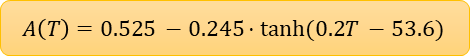 A(T) = 0.525 − 0.245· tanh(0.2T − 53.6)